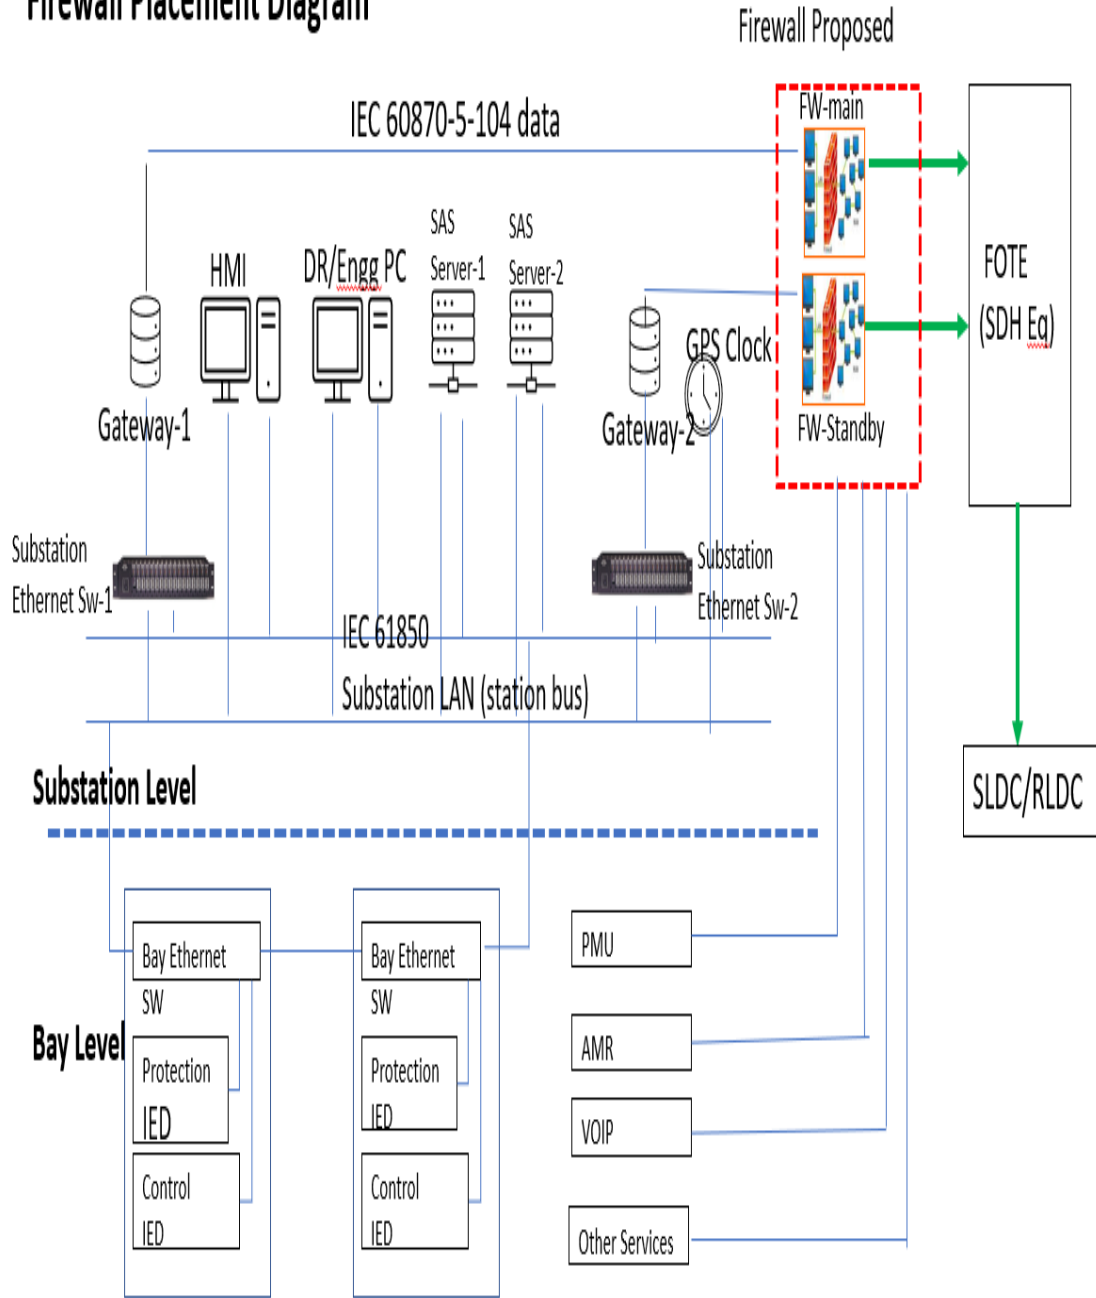 Firewall Placement Diagram
Firewall Proposed
IEC 60870-5-104 data
FW-main
SAS
Server-1
SAS
Server-2
HMI
DR/Engg PC
FOTE
(SDH Eq)
GPS Clock
Gateway-1
Gateway-2
FW-Standby
Substation
Ethernet Sw-1
Substation
Ethernet Sw-2
IEC 61850
Substation LAN (station bus)
Substation Level
SLDC/RLDC
Bay Ethernet
SW
Bay Ethernet
SW
PMU
Bay Level
Protection
IED
Protection
IED
AMR
VOIP
Control
IED
Control
IED
Other Services